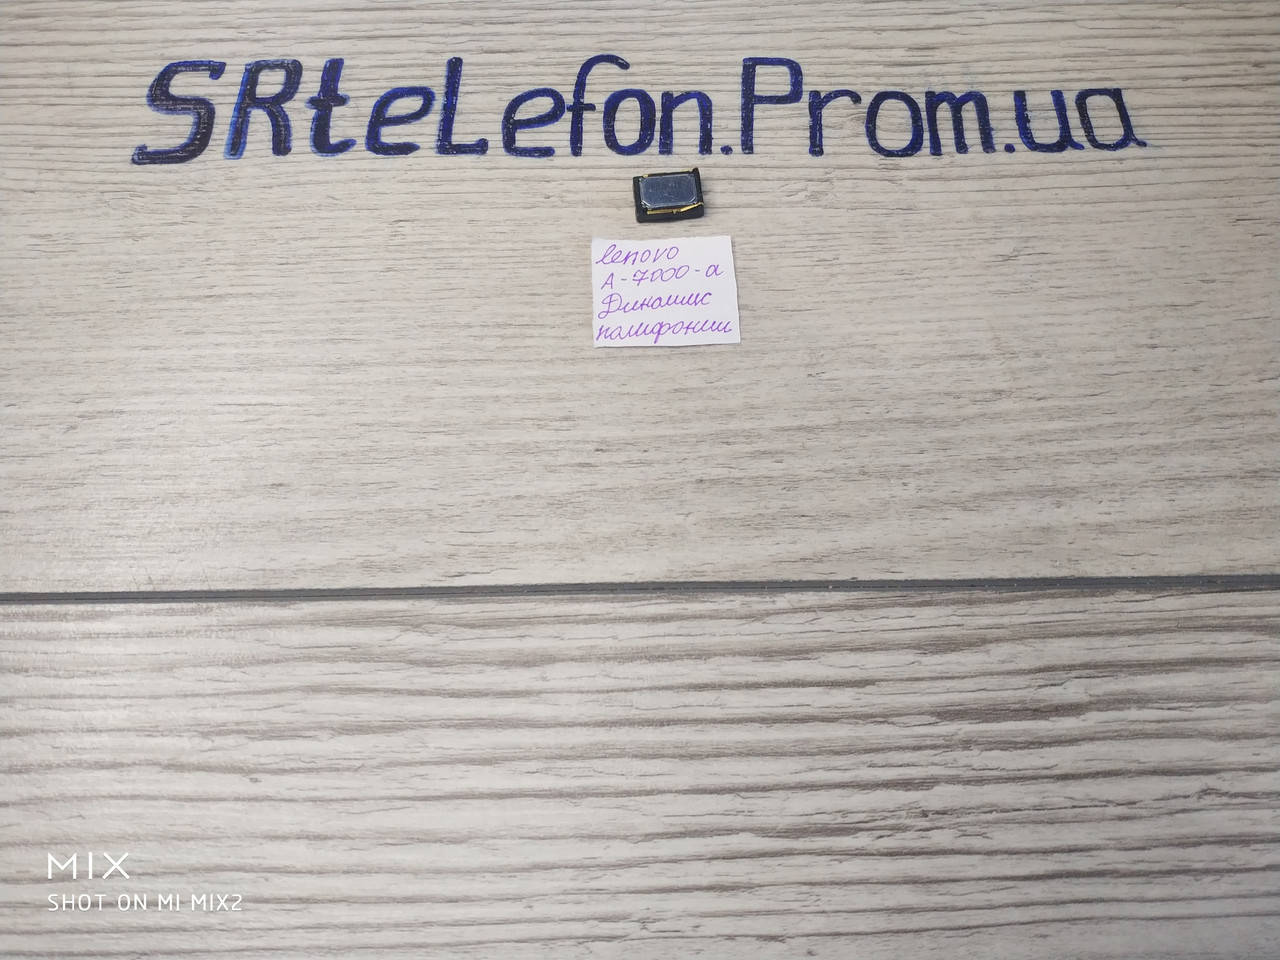 SRteLefon.Prom.ua
lenovo
A-7000-a
Динамик
полифонии
MIX
SHOT ON MI MIX2